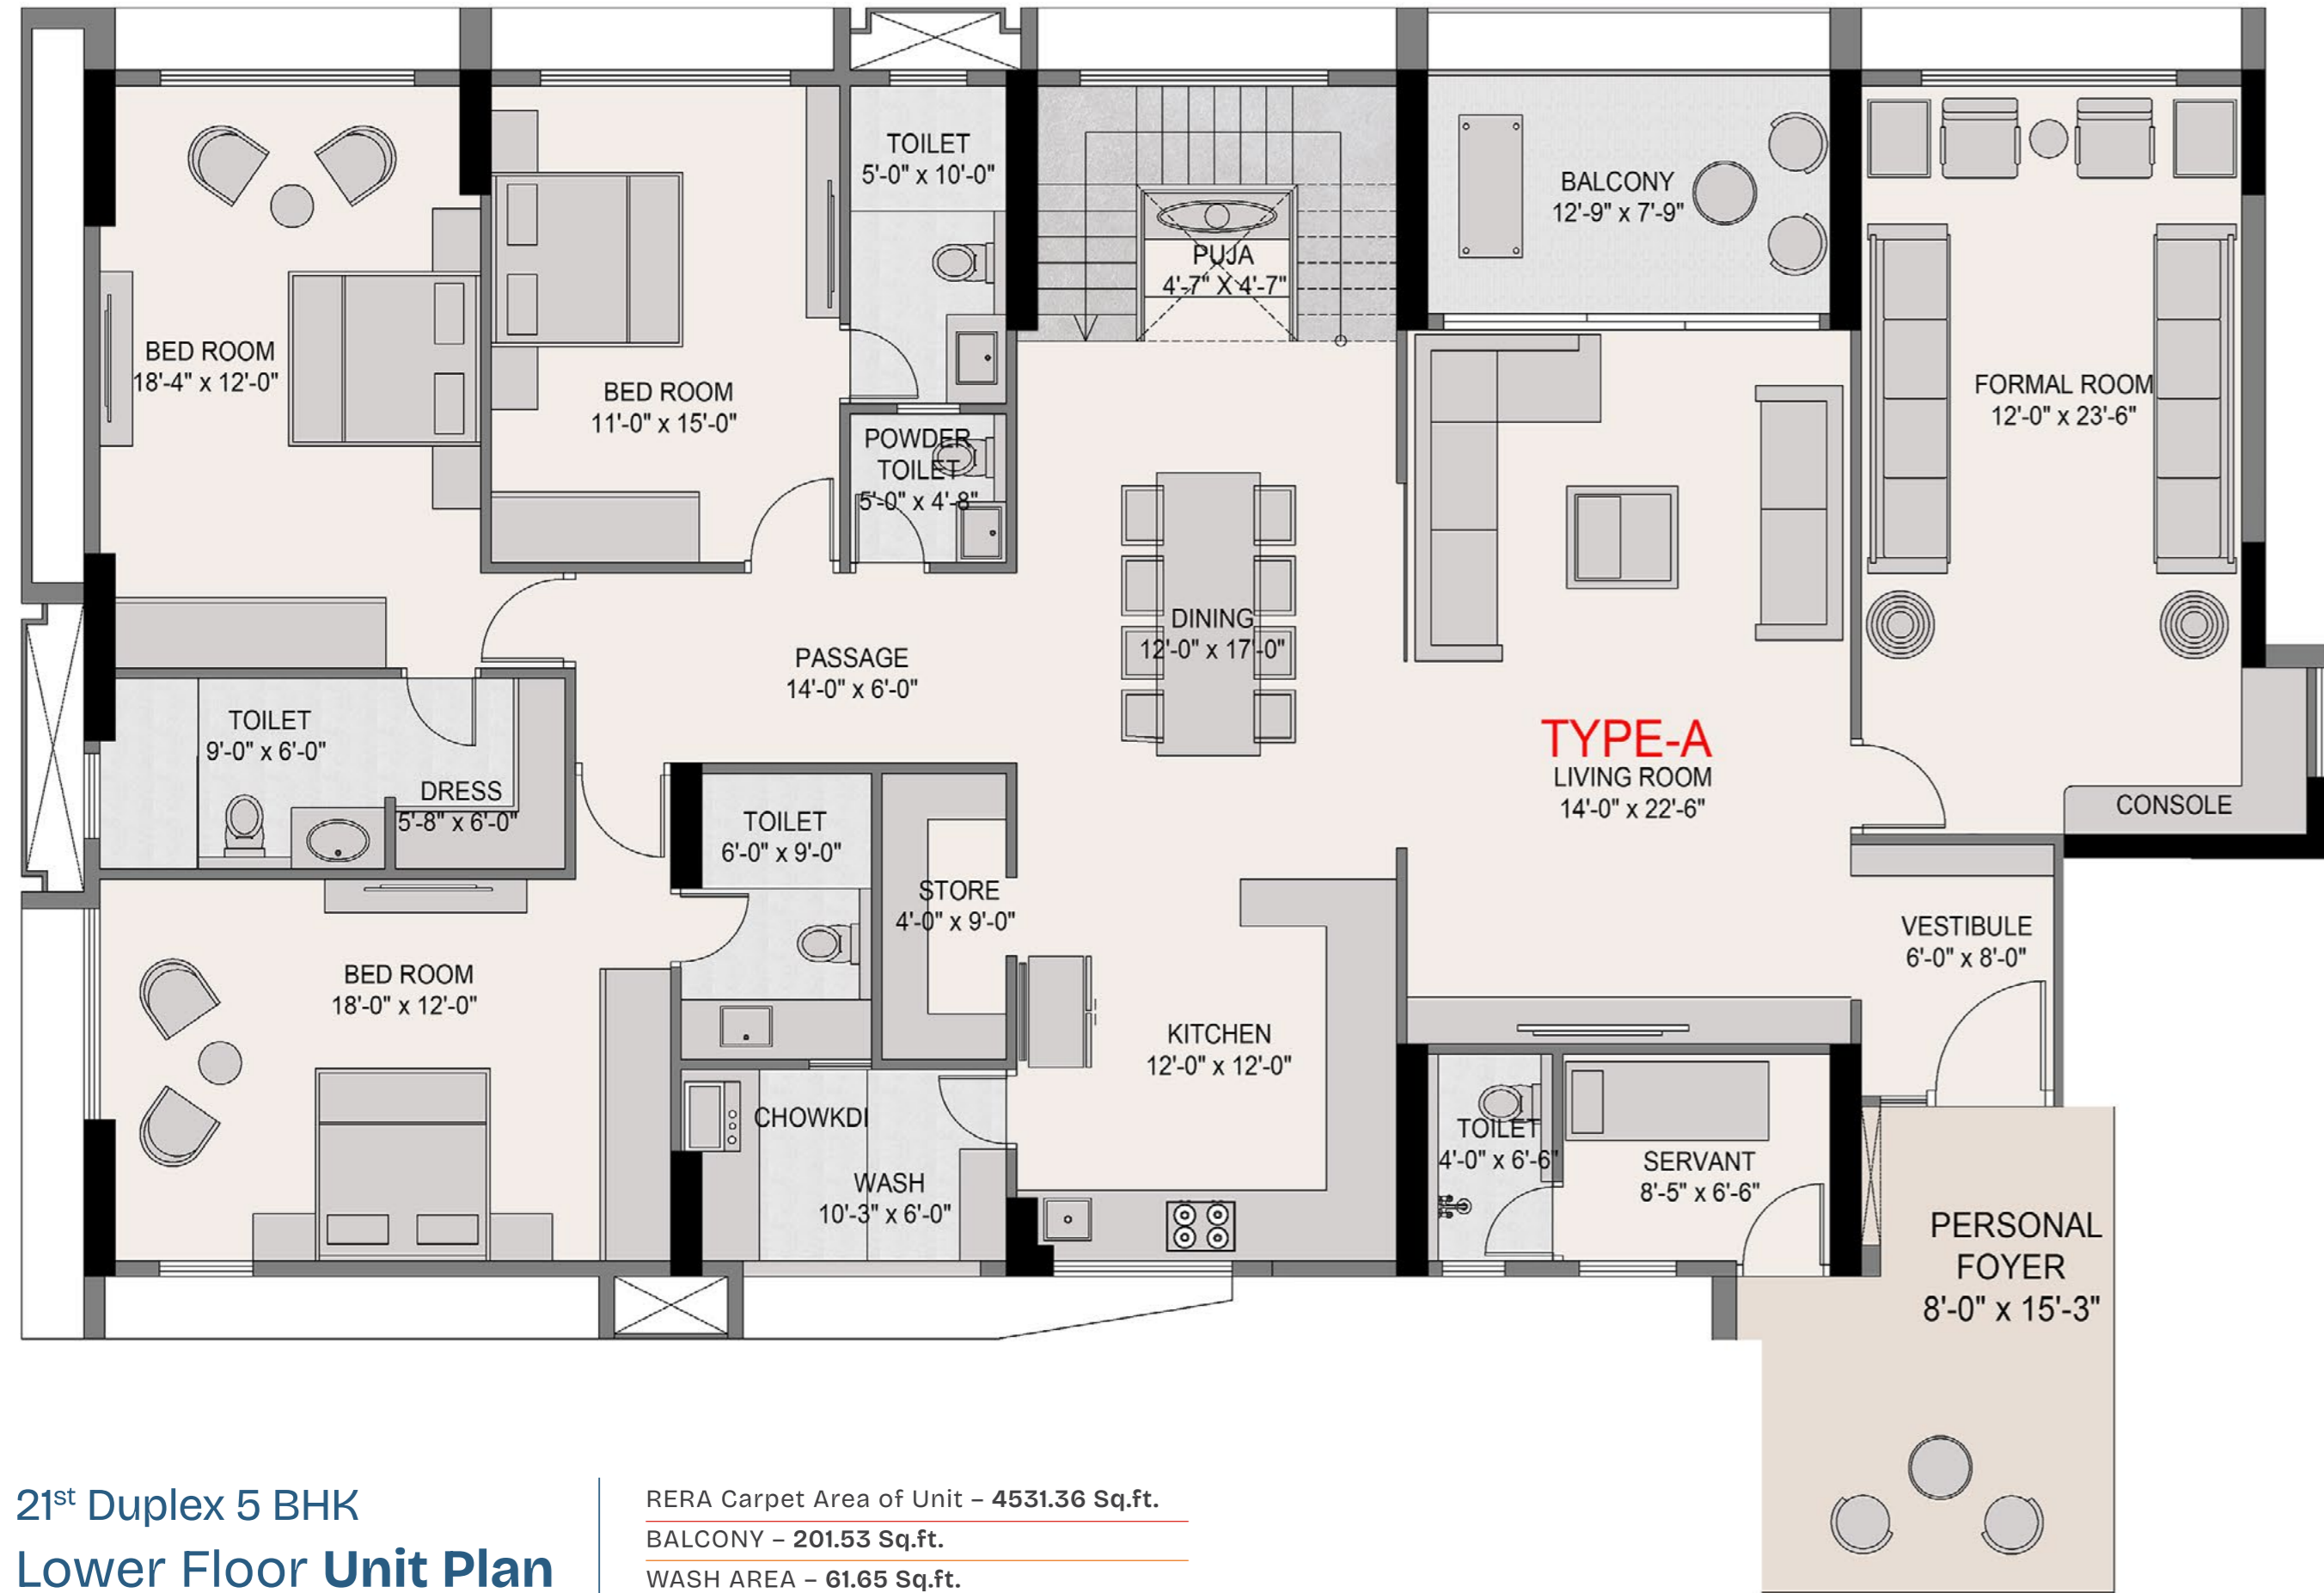 TOILET
5'-0" x 10'-0"
BALCONY
12'-9" x 7'-9"
PUJA
4'-7" X 4'-7"
BED ROOM
18'-4" x 12'-0"
BED ROOM
11'-0" x 15'-0"
FORMAL ROOM
12'-0" x 23'-6"
POWDER
TOILET
5'-0" x 4'-8"
DINING
12'-0" x 17'-0"
PASSAGE
14'-0" x 6'-0"
TOILET
9'-0" x 6'-0"
DRESS
5'-8" x 6'-0"
TYPE-A
LIVING ROOM
14'-0" x 22'-6"
CONSOLE
TOILET
6'-0" x 9'-0"
STORE
4'-0" x 9'-0"
VESTIBULE
6'-0" x 8'-0"
BED ROOM
18'-0" x 12'-0"
KITCHEN
12'-0" x 12'-0"
CHOWKDI
TOILET
4'-0" x 6'-6"
SERVANT
8'-5" x 6'-6"
WASH
10'-3" x 6'-0"
PERSONAL
FOYER
8'-0" x 15'-3"
21st Duplex 5 BHK
Lower Floor Unit Plan
RERA Carpet Area of Unit – 4531.36 Sq.ft.
BALCONY – 201.53 Sq.ft.
WASH AREA – 61.65 Sq.ft.